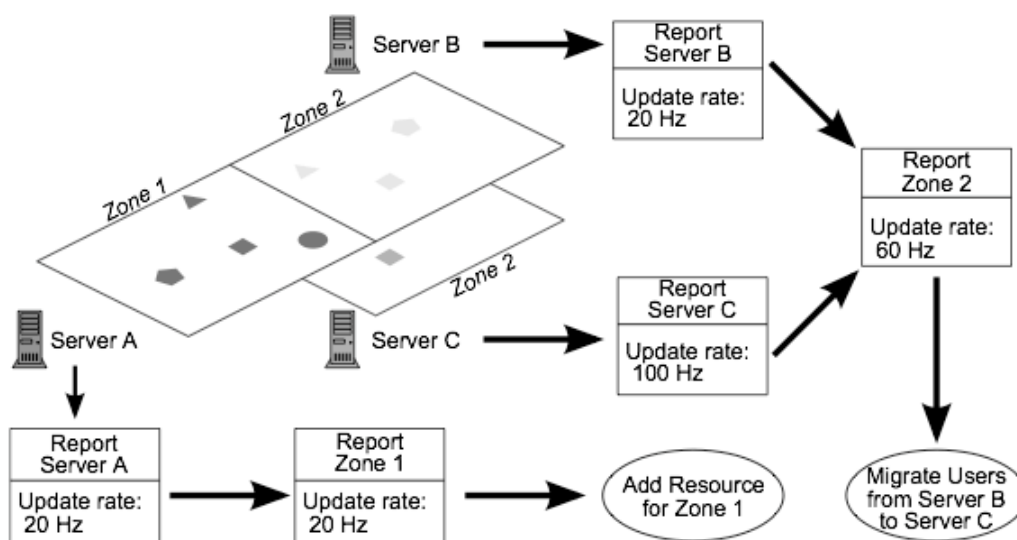 Server B
Report
Server B
Update rate:
20 Hz
Zone 2
Zone 1
Report
Zone 2
Update rate:
60 Hz
Zone 2
Server A
Server C
Report
Server C
Update rate:
100 Hz
Report
Server A
Update rate:
20 Hz
Report
Zone 1
Update rate:
20 Hz
Add Resource
for Zone 1
Migrate Users
from Server B
to Server C